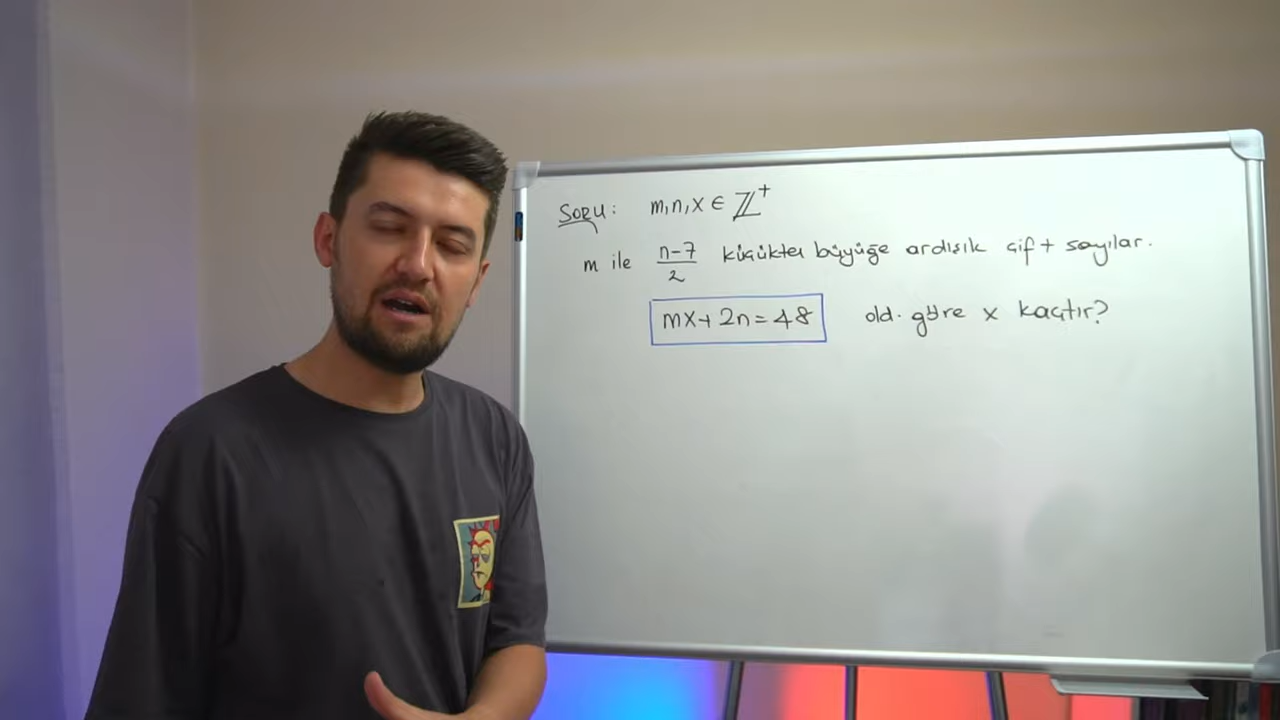 SORU: m,n,x ∈ ℤ⁺
m ile n-7/2 küçükten büyüğe ardışık çift sayılar.
mx+2n=48 old. göre x kaçtır?